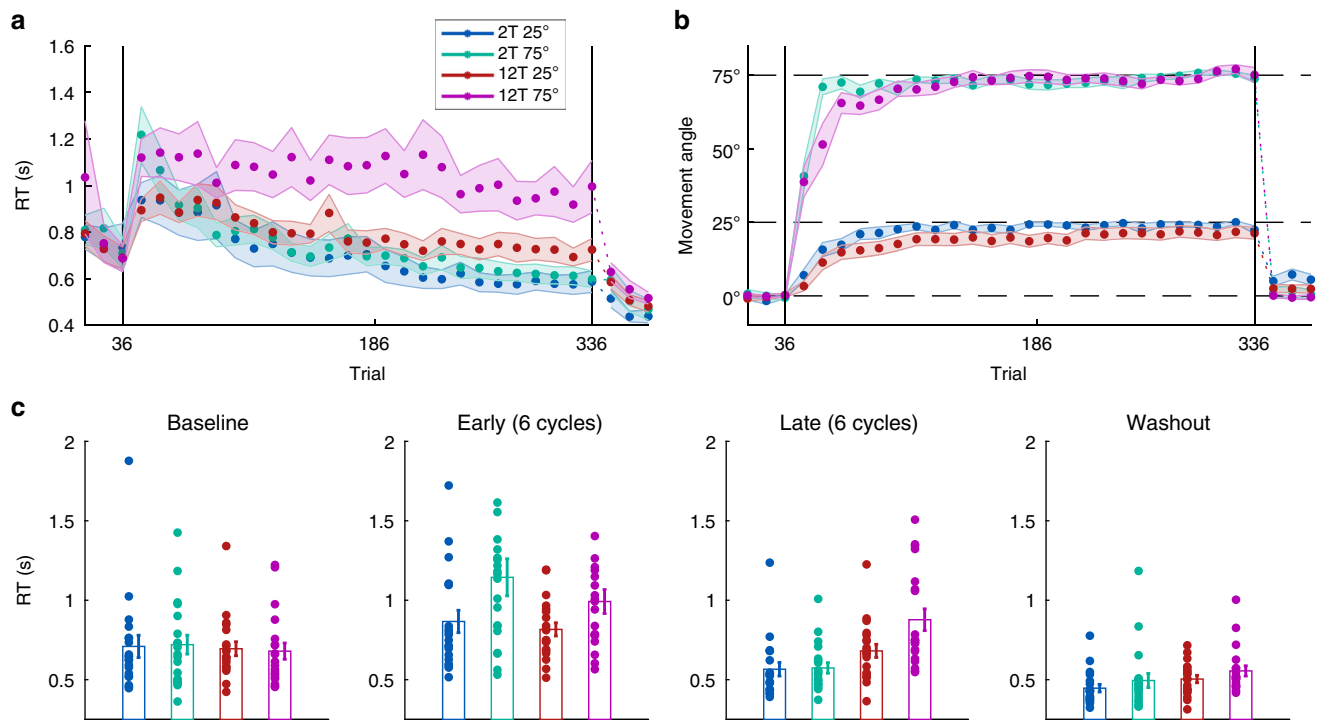 a
2T 25°
2T 75°
12T 25°
12T 75°
1.6
1.4
1.2
1
0.8
0.6
0.4
RT (s)
36
186
336
Trial
b
75°
50°
25°
0°
Movement angle
36
186
336
Trial
c
Baseline
Early (6 cycles)
Late (6 cycles)
Washout
RT (s)
2
1.5
1
0.5
2
1.5
1
0.5
2
1.5
1
0.5
2
1.5
1
0.5